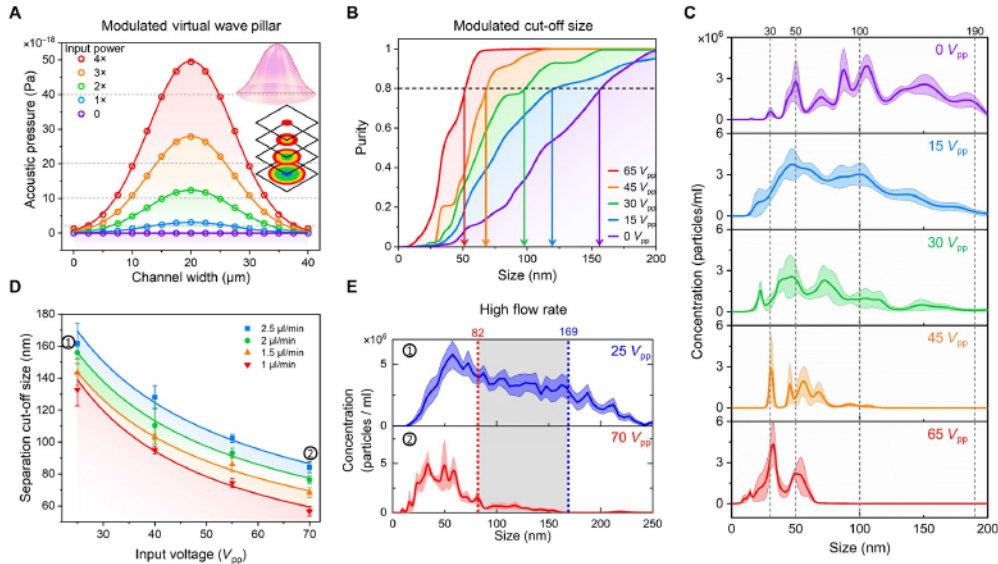 A
Modulated virtual wave pillar
×10⁻¹⁸
Input power
4×
3×
2×
1×
0
Acoustic pressure (Pa)
50
40
30
20
10
0
0 10 20 30 40
Channel width (μm)
B
Modulated cut-off size
Purity
1
0.8
0.6
0.4
0.2
0
65 Vpp
45 Vpp
30 Vpp
15 Vpp
0 Vpp
0 50 100 150 200
Size (nm)
C
30 50 100 190
×10⁶
6
3
0
0 Vpp
6
3
0
15 Vpp
6
3
0
30 Vpp
6
3
0
45 Vpp
6
3
0
65 Vpp
Concentration (particles/ml)
0 50 100 150 200
Size (nm)
D
Separation cut-off size (nm)
180
160
140
120
100
80
60
1
2
2.5 μl/min
2 μl/min
1.5 μl/min
1 μl/min
30 40 50 60 70
Input voltage (Vpp)
E
High flow rate
82 169
×10⁶
6
4
2
0
1
25 Vpp
6
4
2
0
2
70 Vpp
Concentration
(particles / ml)
0 50 100 150 200 250
Size (nm)